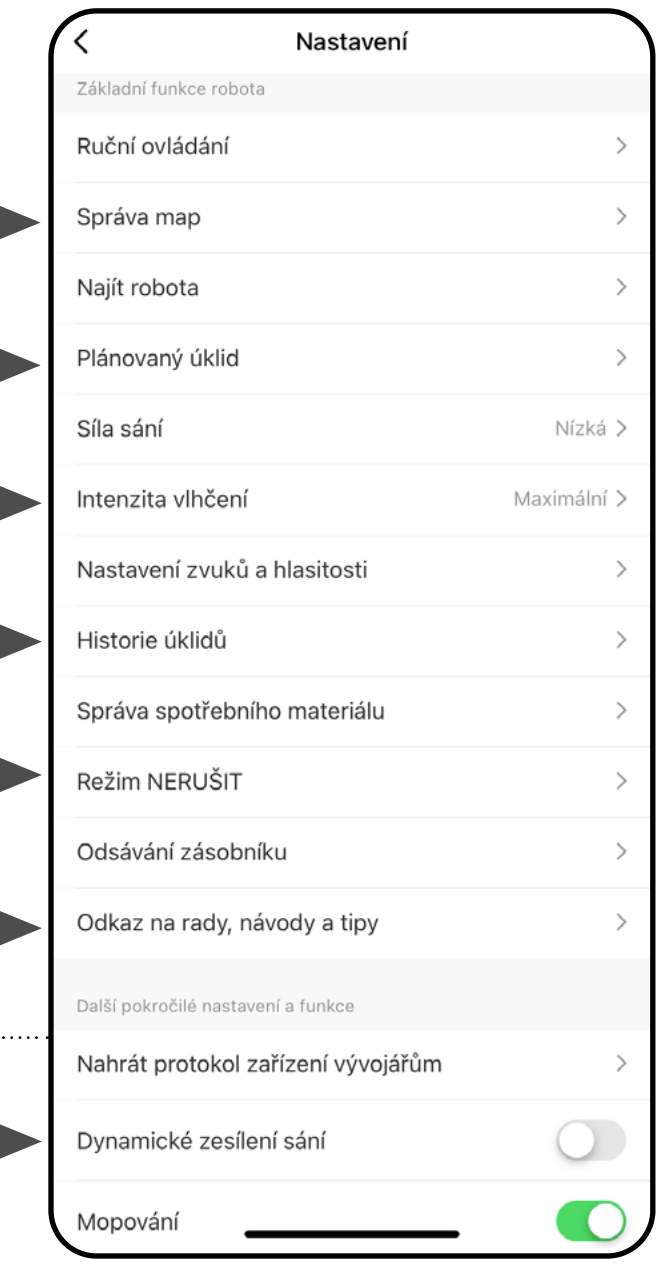 Nastavení
Základní funkce robota
Ruční ovládání
Správa map
Najít robota
Plánovaný úklid
Síla sání Nízká
Intenzita vlhčení Maximální
Nastavení zvuků a hlasitosti
Historie úklidů
Správa spotřebního materiálu
Režim NERUŠIT
Odsávání zásobníku
Odkaz na rady, návody a tipy
Další pokročilé nastavení a funkce
Nahrát protokol zařízení vývojářům
Dynamické zesílení sání
Mopování